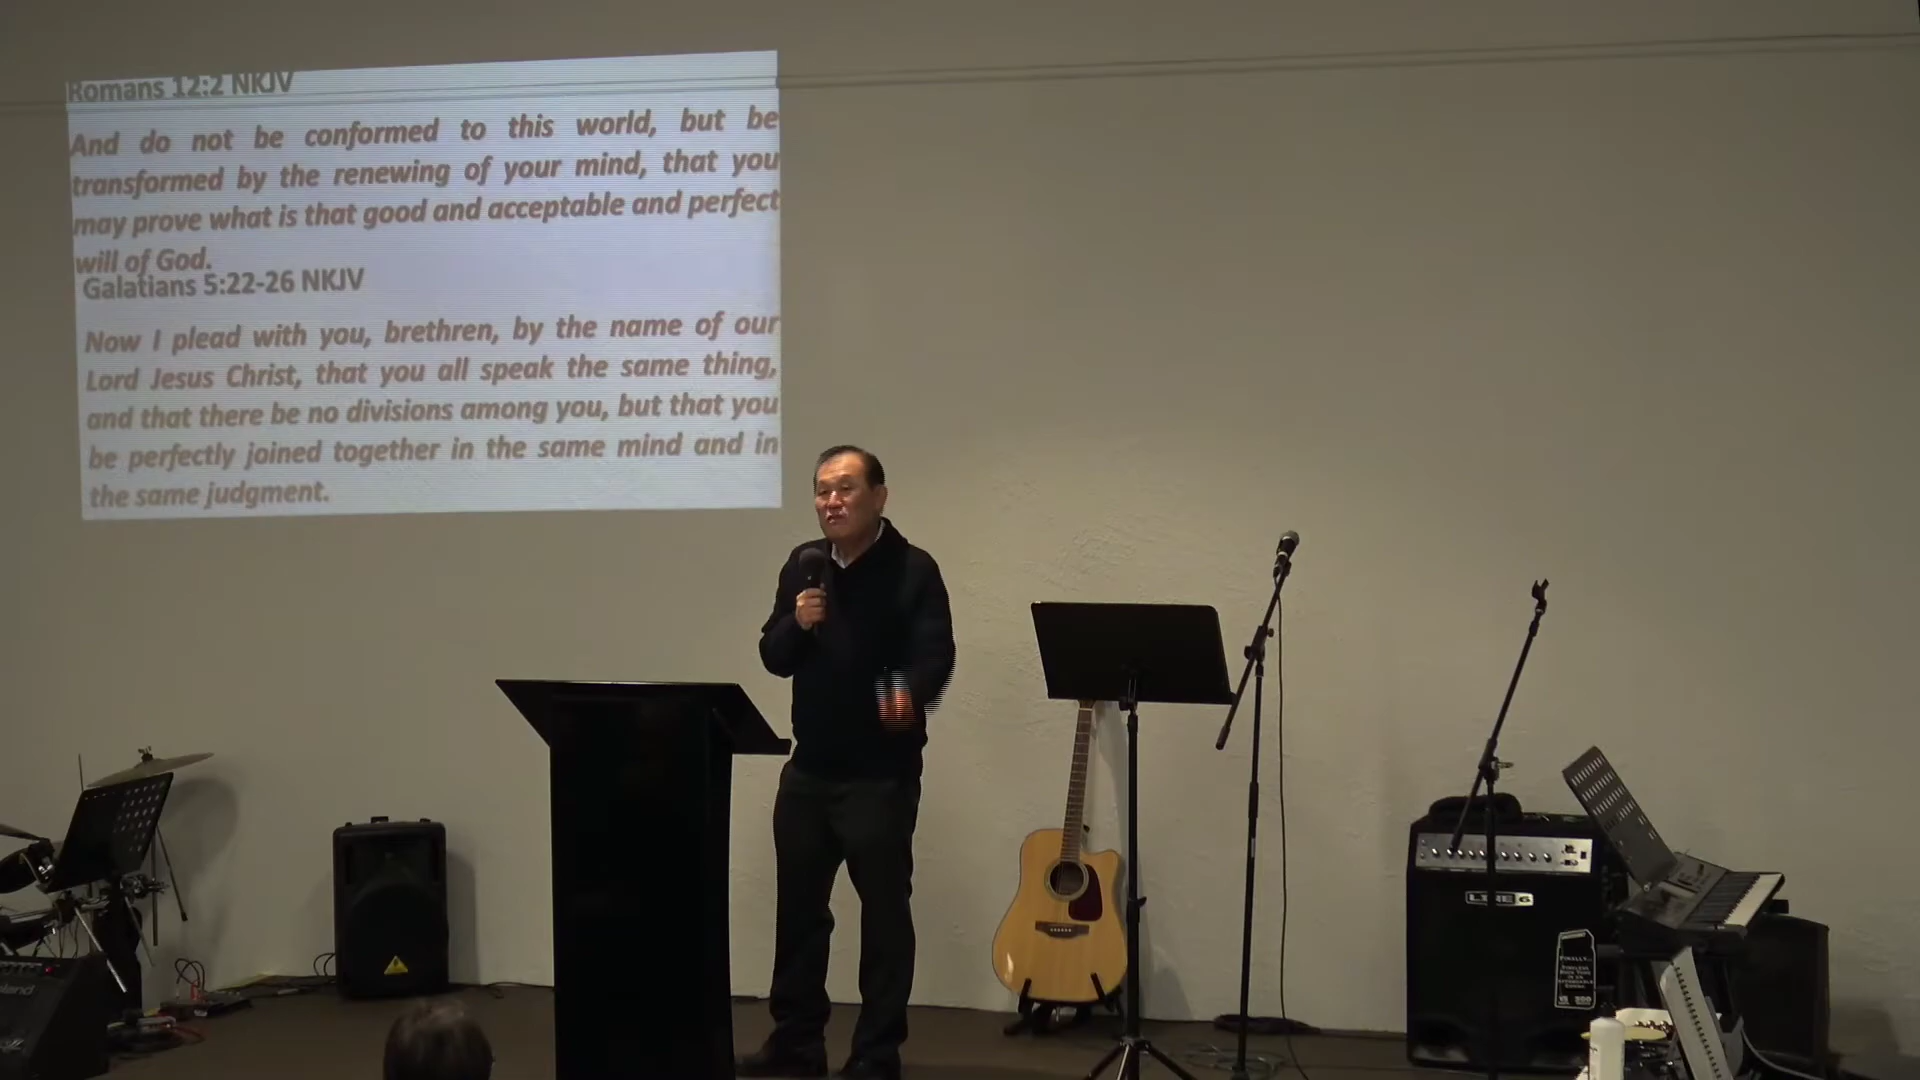 Romans 12:2 NKJV
And do not be conformed to this world, but be
transformed by the renewing of your mind, that you
may prove what is that good and acceptable and perfect
will of God.
Galatians 5:22-26 NKJV
Now I plead with you, brethren, by the name of our
Lord Jesus Christ, that you all speak the same thing,
and that there be no divisions among you, but that you
be perfectly joined together in the same mind and in
the same judgment.
LINE 6
FINALLY...
Roland